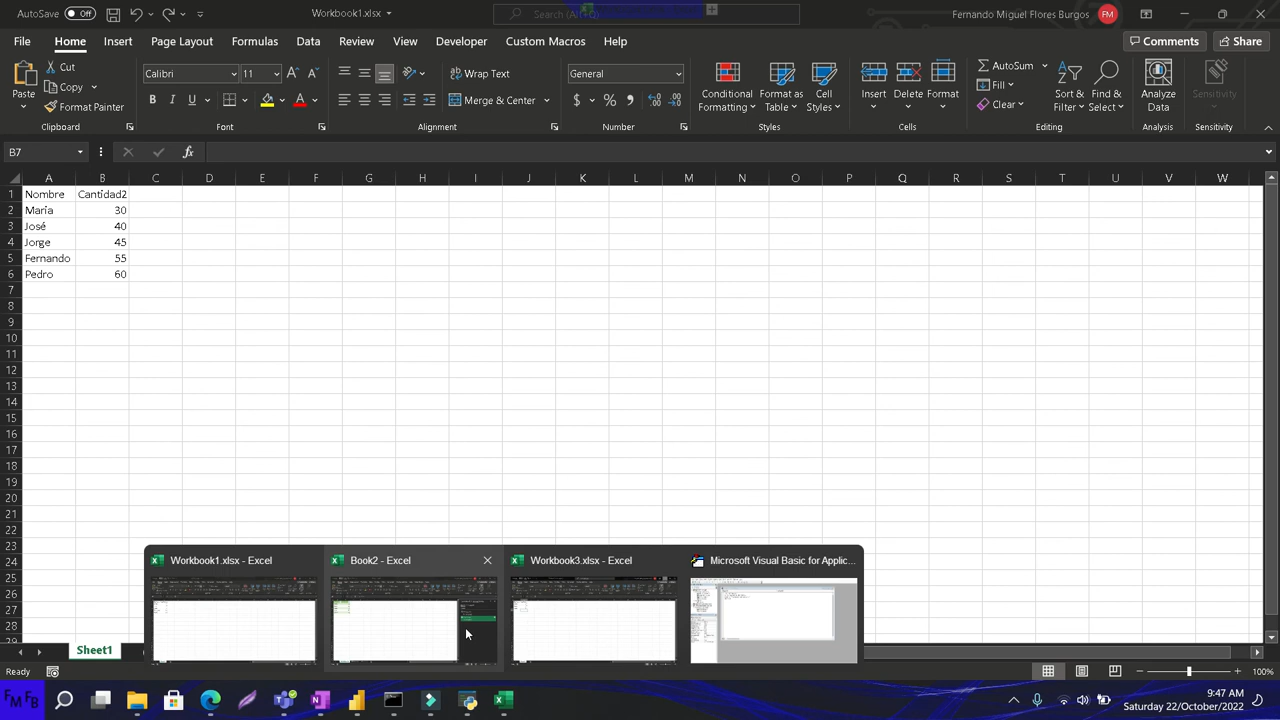 AutoSave Off Workbook1.xlsx Search (Alt+Q) Fernando Miguel Flores Burgos FM
File Home Insert Page Layout Formulas Data Review View Developer Custom Macros Help Comments Share
Paste Cut Copy Format Painter Clipboard
Calibri 11 B I U A Font
Wrap Text Merge & Center Alignment
General $ % Number
Conditional Formatting Format as Table Cell Styles Styles
Insert Delete Format Cells
AutoSum Fill Clear Sort & Filter Find & Select Editing
Analyze Data Analysis
Sensitivity Sensitivity
B7 fx
A B C D E F G H I J K L M N O P Q R S T U V W
1 Nombre Cantidad2
2 María 30
3 José 40
4 Jorge 45
5 Fernando 55
6 Pedro 60
7
8
9
10
11
12
13
14
15
16
17
18
19
20
21
22
23
24
25
26
27
28
29
Workbook1.xlsx - Excel Book2 - Excel Workbook3.xlsx - Excel Microsoft Visual Basic for Applic...
Sheet1
Ready 100%
FM FB 9:47 AM
Saturday 22/October/2022